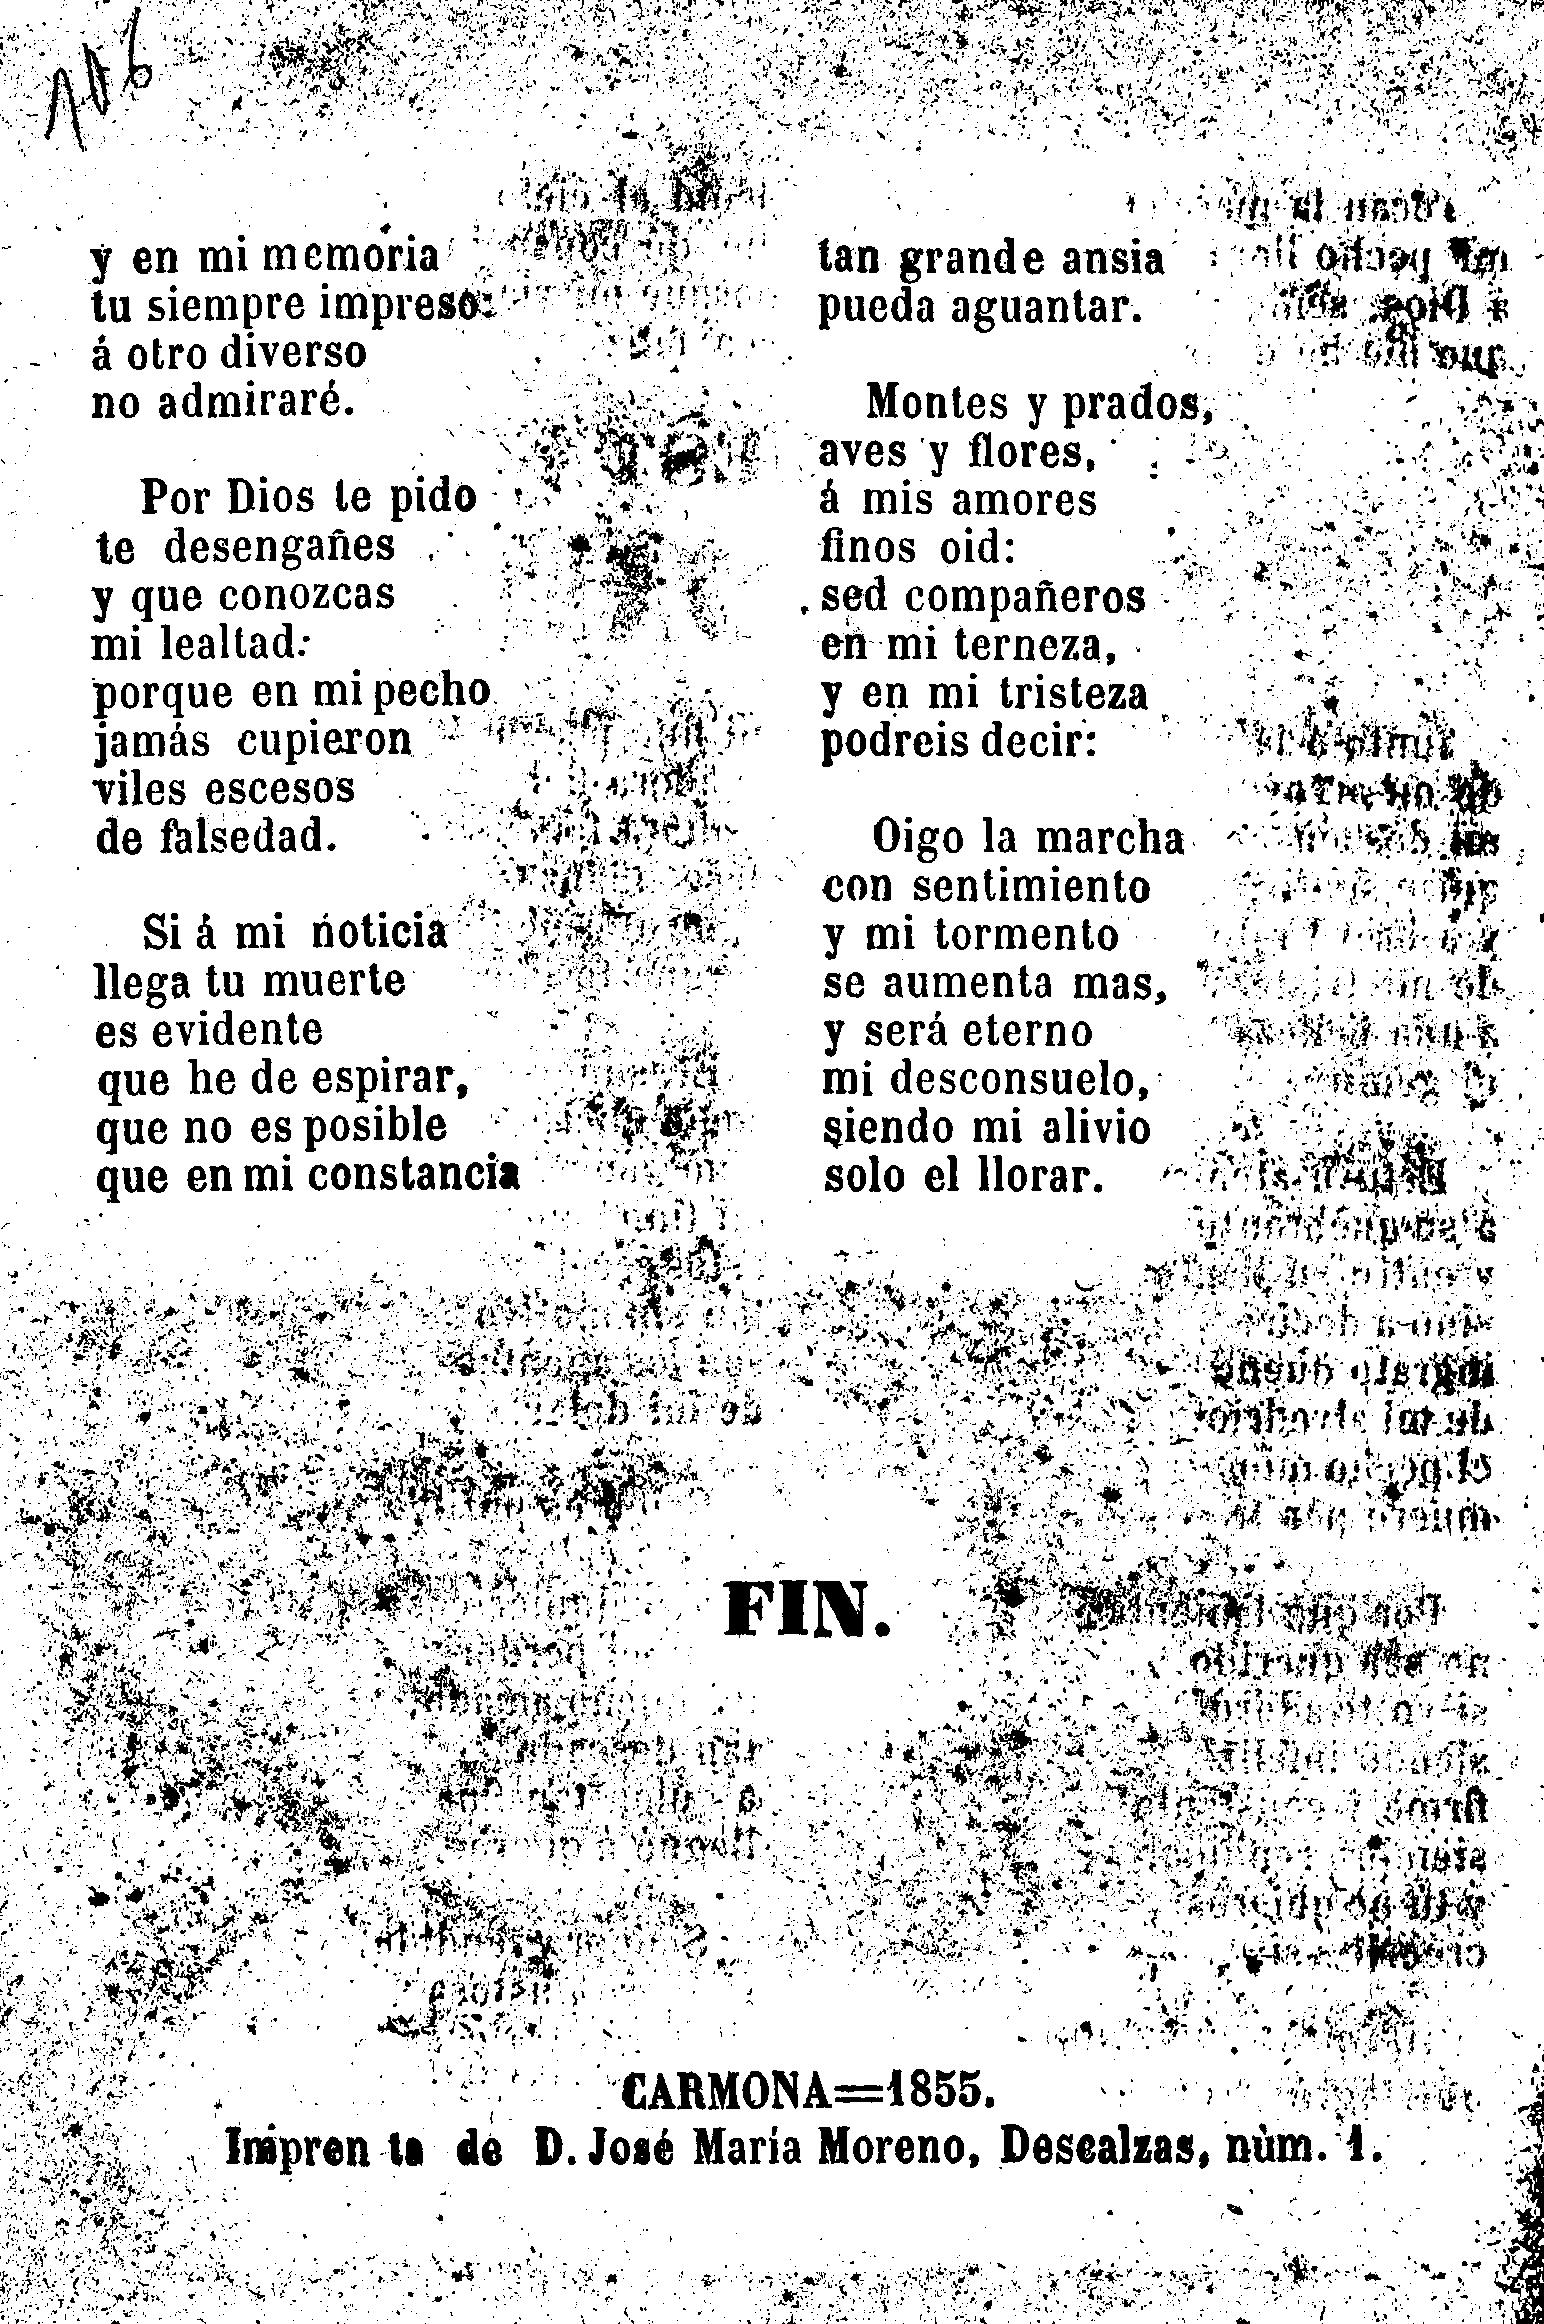 106
y en mi memoria
tu siempre impreso:
á otro diverso
no admiraré.
Por Dios te pido
te desengañes
y que conozcas
mi lealtad:
porque en mi pecho
jamás cupieron
viles escesos
de falsedad.
Si á mi noticia
llega tu muerte
es evidente
que he de espirar,
que no es posible
que en mi constancia
tan grande ansia
pueda aguantar.
Montes y prados,
aves y flores,
á mis amores
finos oid:
sed compañeros
en mi terneza,
y en mi tristeza
podreis decir:
Oigo la marcha
con sentimiento
y mi tormento
se aumenta mas,
y será eterno
mi desconsuelo,
siendo mi alivio
solo el llorar.
FIN.
CARMONA=1855.
Impren ta de D. José María Moreno, Descalzas, núm. 1.